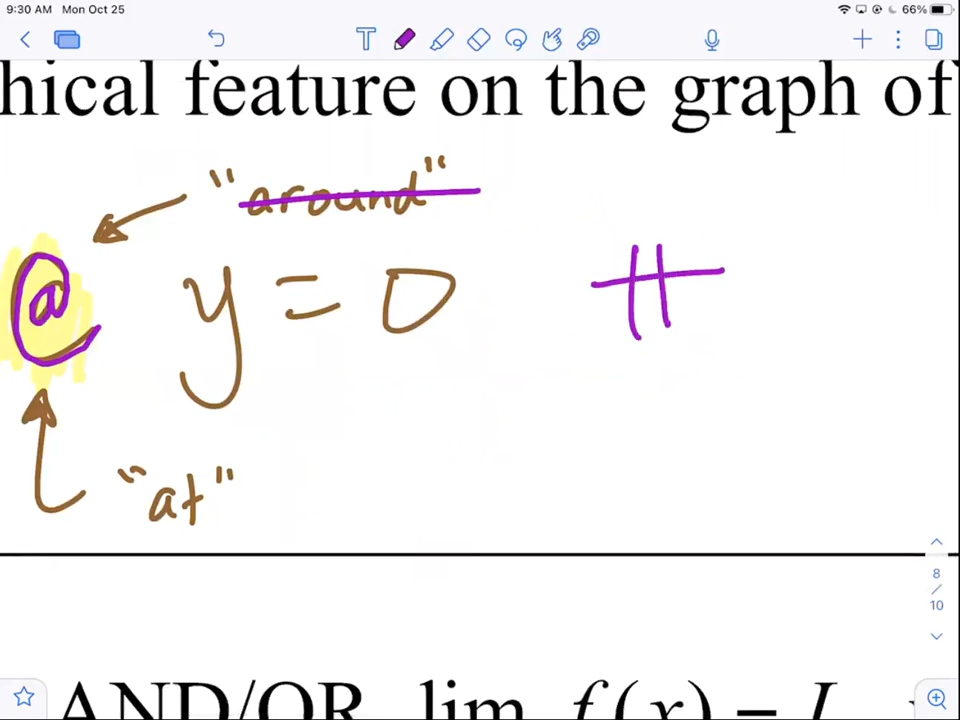 9:30 AM Mon Oct 25 66%
T
hical feature on the graph of
"around"
@ y = 0
"at"
8
/
10
AND/OR lim f(x) = L